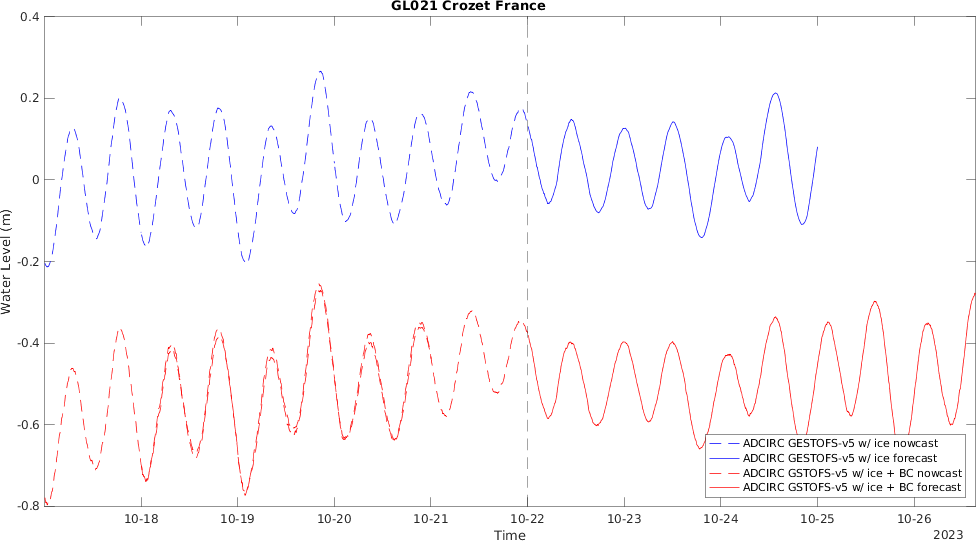 GL021 Crozet France
0.4
0.2
0
-0.2
-0.4
-0.6
-0.8
Water Level (m)
10-18
10-19
10-20
10-21
10-22
10-23
10-24
10-25
10-26
Time
2023
ADCIRC GESTOFS-v5 w/ ice nowcast
ADCIRC GESTOFS-v5 w/ ice forecast
ADCIRC GSTOFS-v5 w/ ice + BC nowcast
ADCIRC GSTOFS-v5 w/ ice + BC forecast